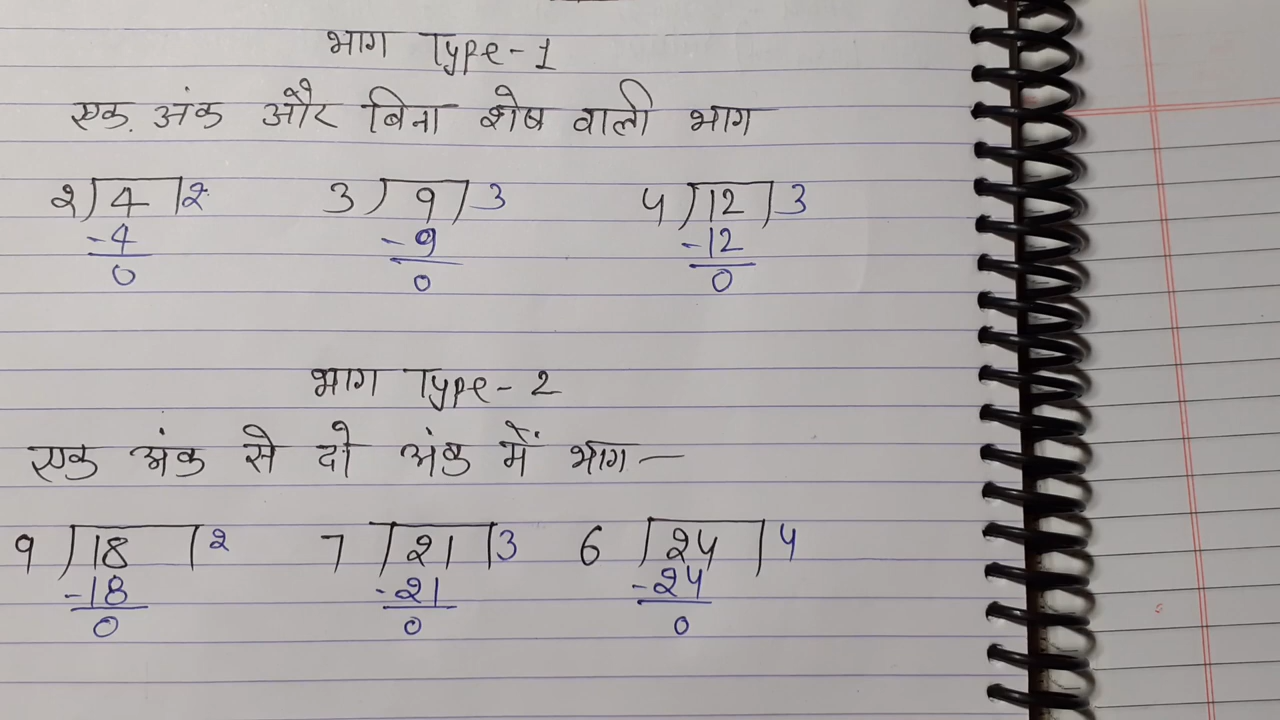 भाग Type-1
एक अंक और बिना शेष वाली भाग
2)4(2 3)9(3 4)12(3
-4 -9 -12
0 0 0
भाग Type-2
एक अंक से दो अंक में भाग —
9)18(2 7)21(3 6)24(4
-18 -21 -24
0 0 0